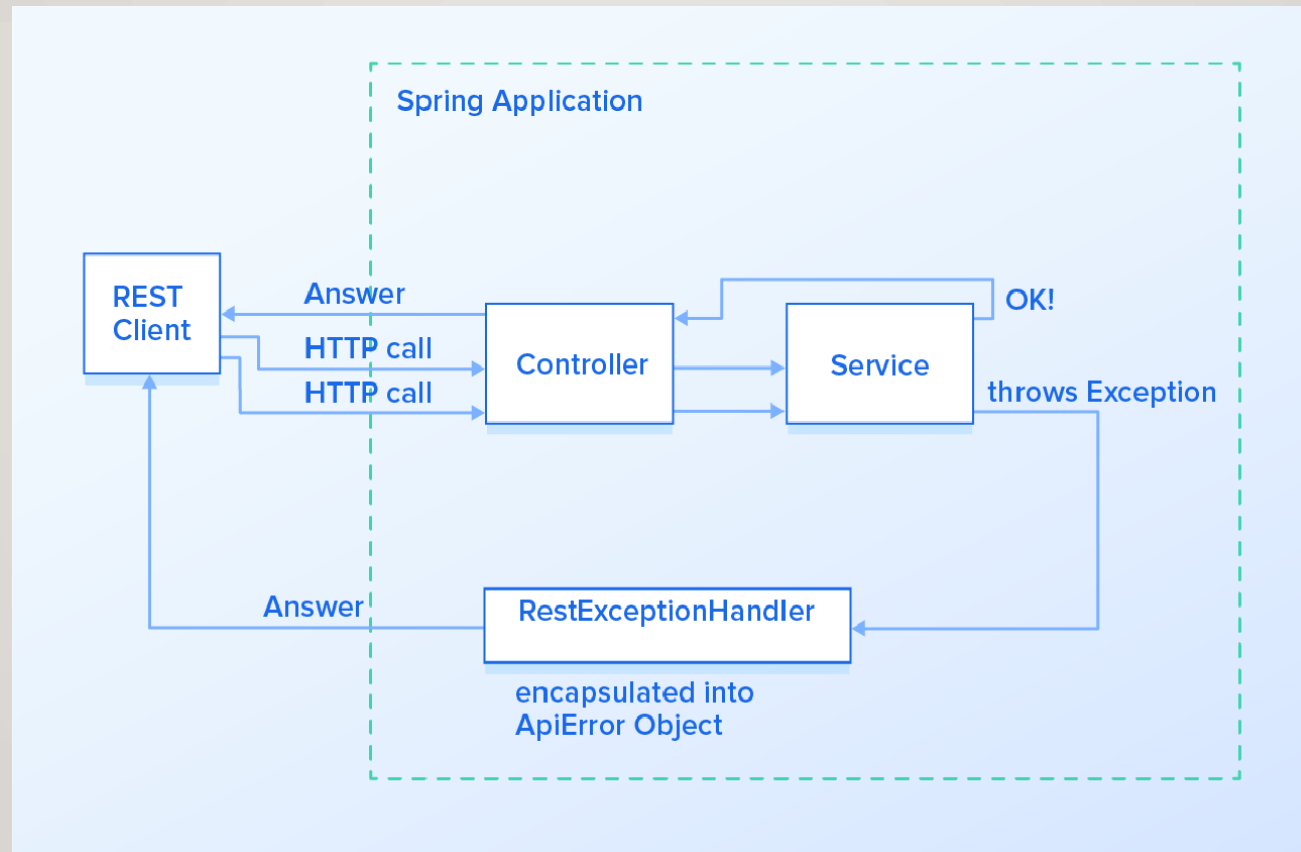 Spring Application
REST
Client
Answer
HTTP call
HTTP call
Controller
Service
OK!
throws Exception
Answer
RestExceptionHandler
encapsulated into
ApiError Object